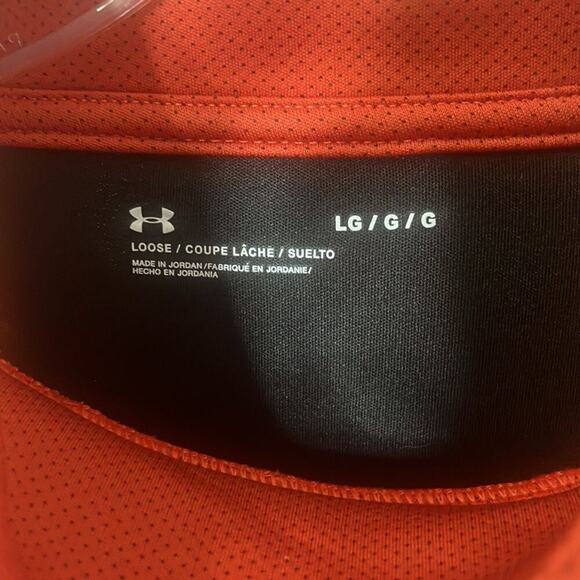 LG / G / G
LOOSE / COUPE LÂCHE / SUELTO
MADE IN JORDAN / FABRIQUÉ EN JORDANIE /
HECHO EN JORDANIA